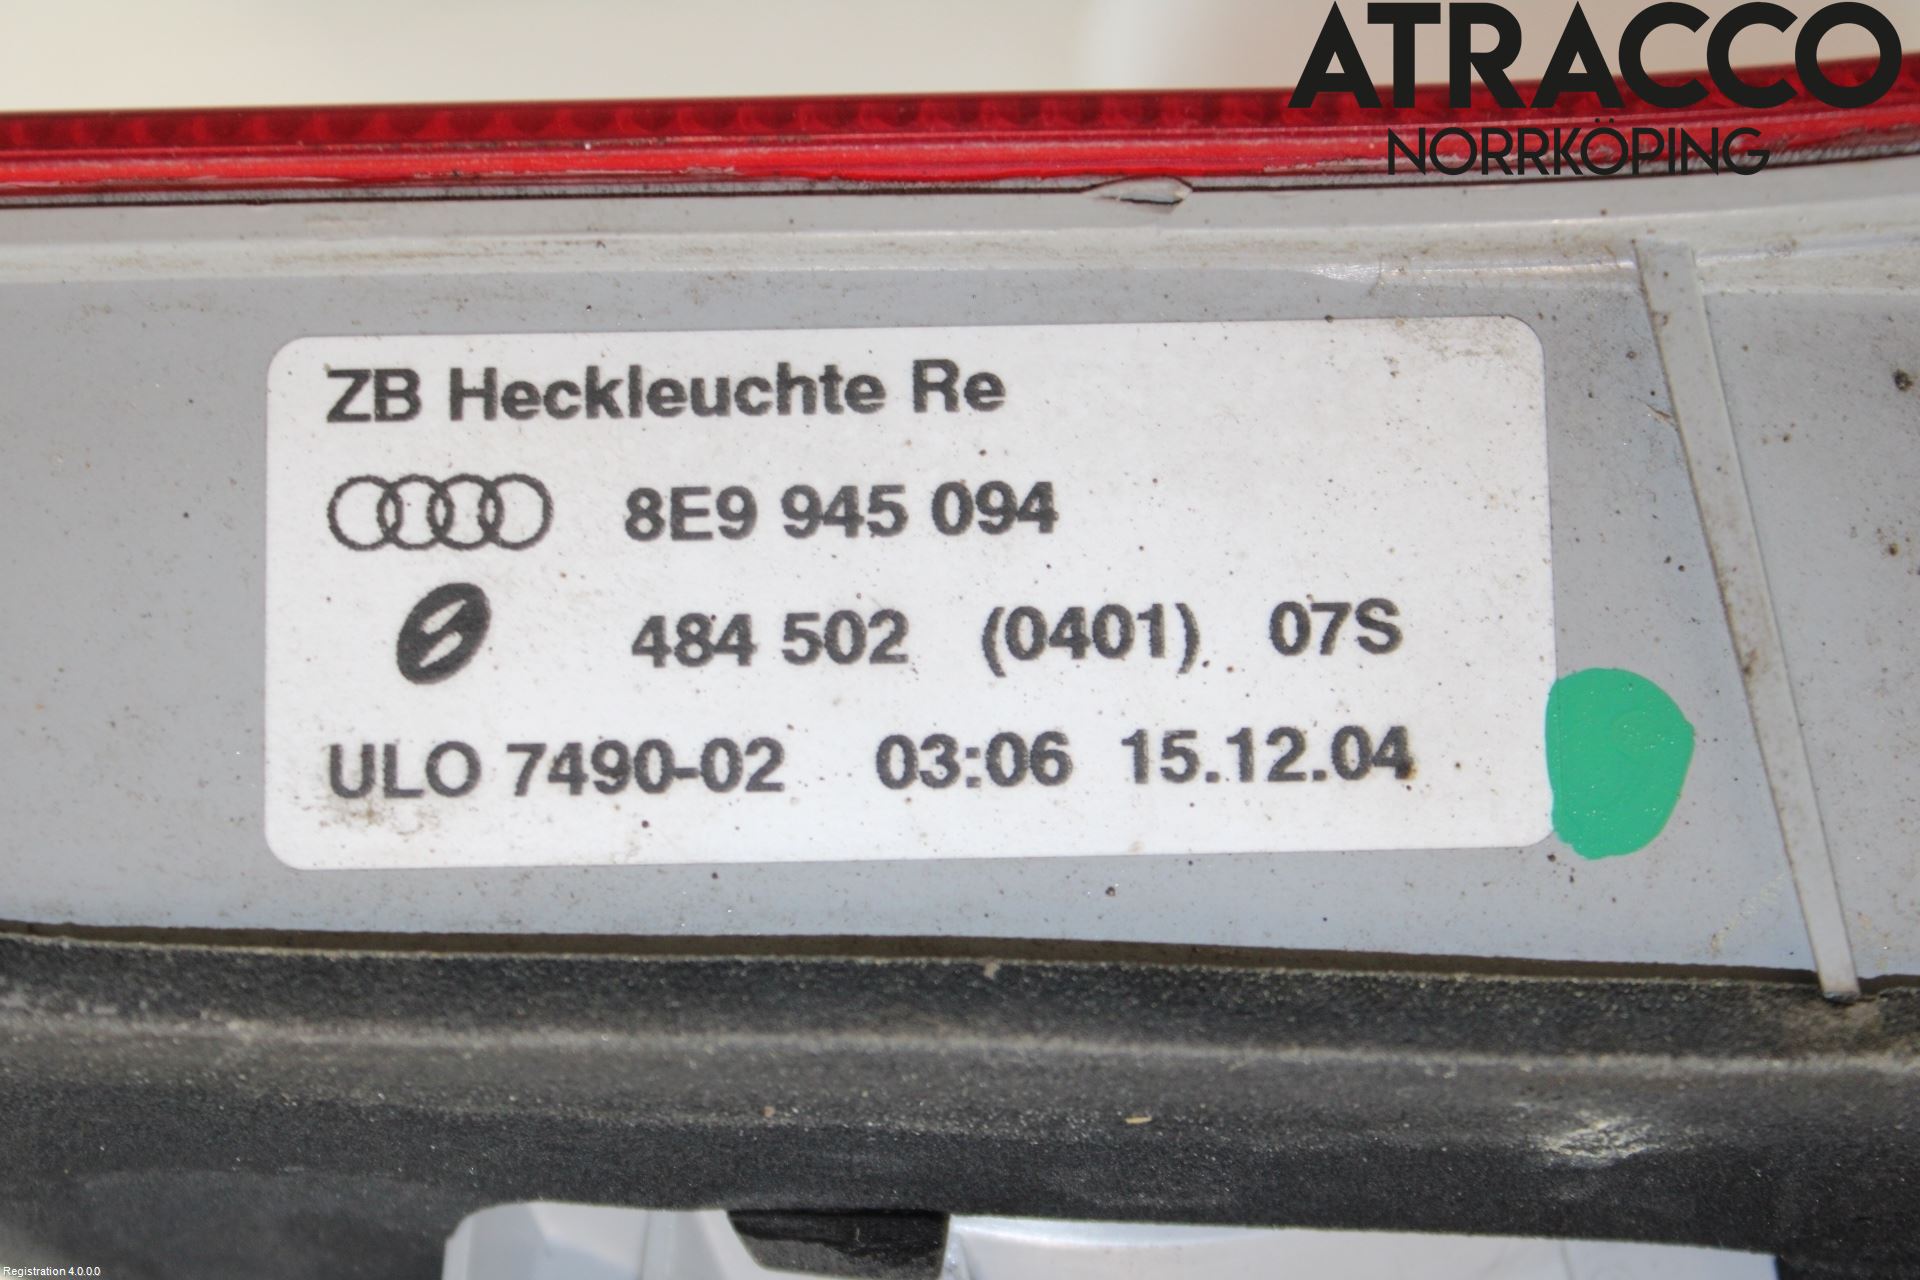 ATRACCO
NORRKÖPING
ZB Heckleuchte Re
8E9 945 094
484 502 (0401) 07S
ULO 7490-02 03:06 15.12.04
Registration 4.0.0.0